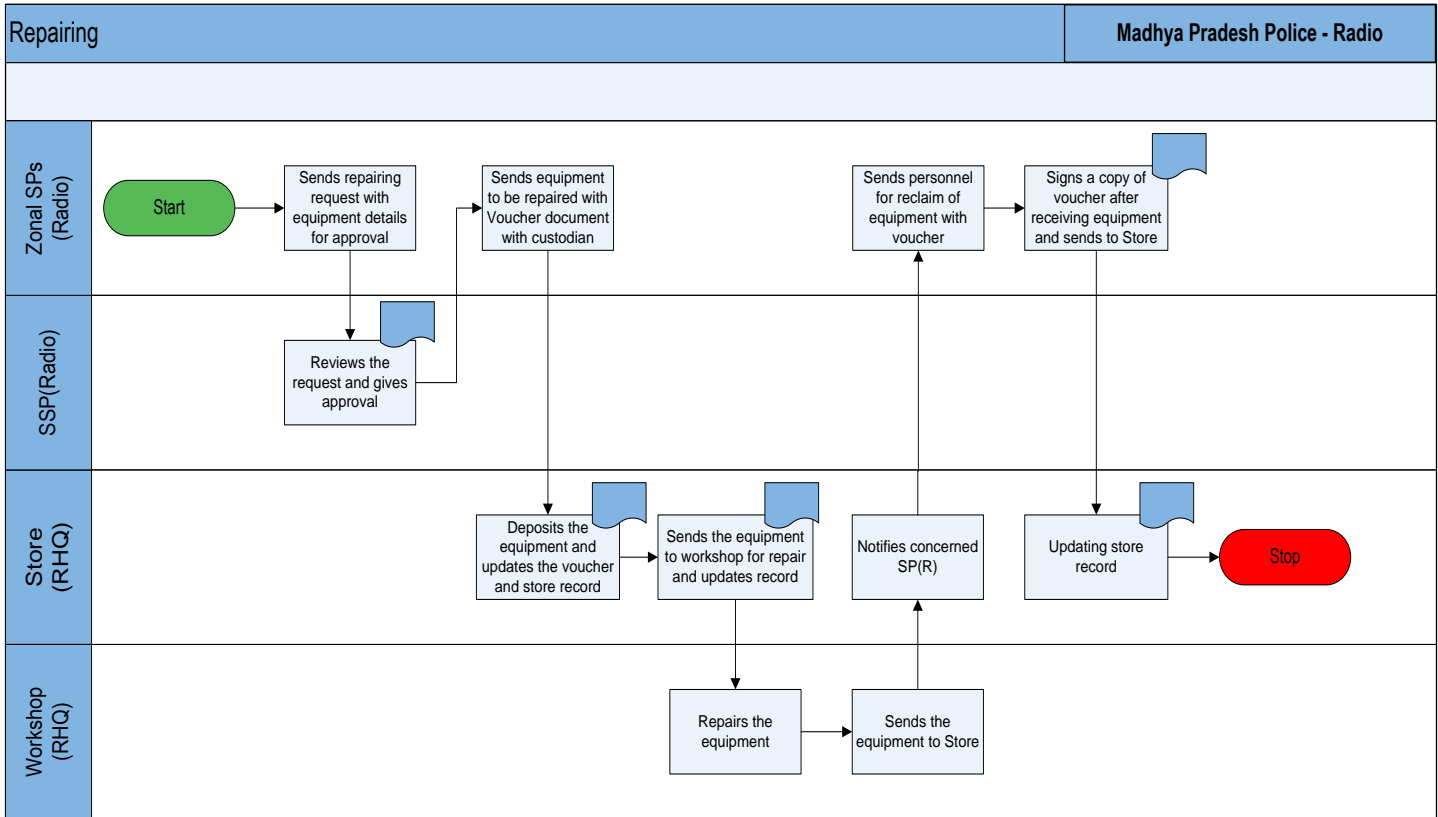 Repairing
Madhya Pradesh Police - Radio
Zonal SPs
(Radio)
Start
Sends repairing
request with
equipment details
for approval
Sends equipment
to be repaired with
Voucher document
with custodian
Sends personnel
for reclaim of
equipment with
voucher
Signs a copy of
voucher after
receiving equipment
and sends to Store
SSP(Radio)
Reviews the
request and gives
approval
Store
(RHQ)
Deposits the
equipment and
updates the voucher
and store record
Sends the equipment
to workshop for repair
and updates record
Notifies concerned
SP(R)
Updating store
record
Stop
Workshop
(RHQ)
Repairs the
equipment
Sends the
equipment to Store